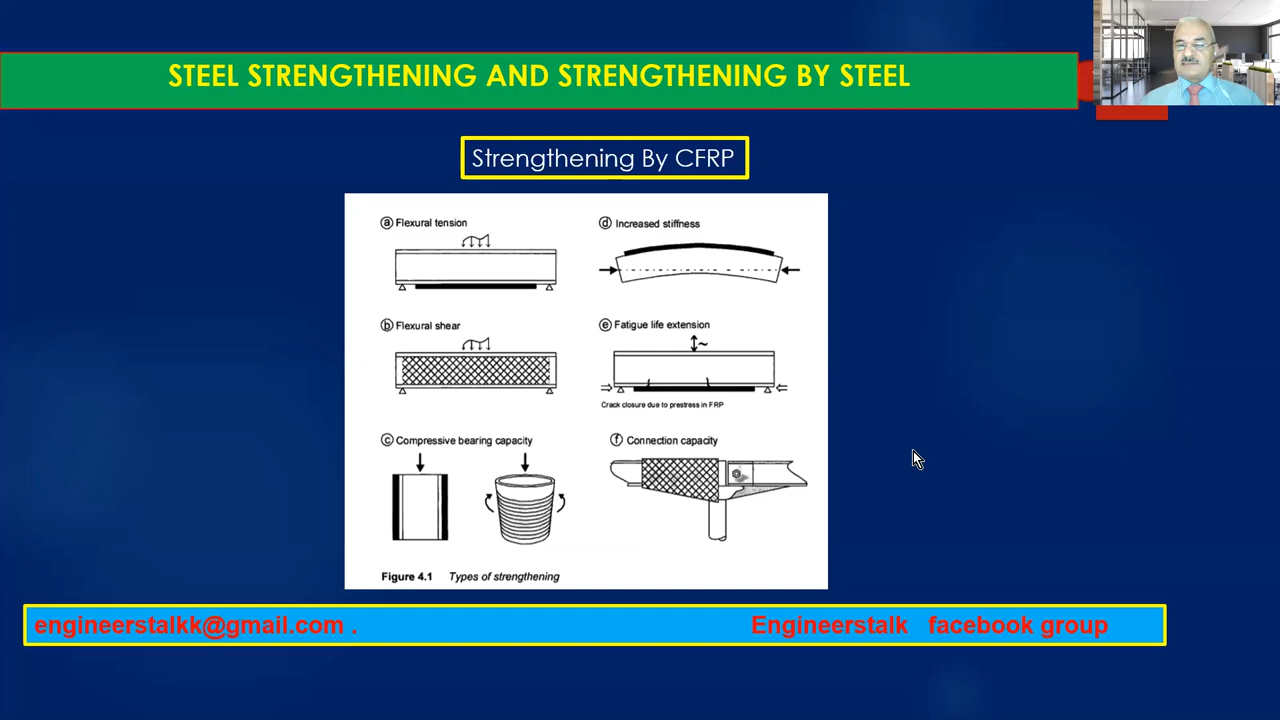 STEEL STRENGTHENING AND STRENGTHENING BY STEEL
Strengthening By CFRP
a Flexural tension
d Increased stiffness
b Flexural shear
e Fatigue life extension
Crack closure due to prestress in FRP
c Compressive bearing capacity
f Connection capacity
Figure 4.1 Types of strengthening
engineerstalkk@gmail.com .
Engineerstalk facebook group